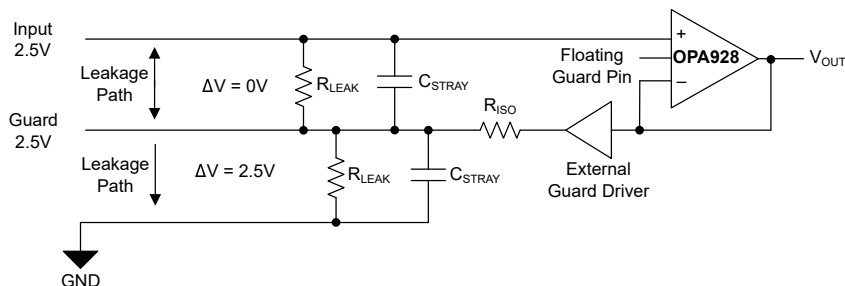 Input
2.5V
Leakage
Path
ΔV = 0V
R_LEAK
C_STRAY
Floating
Guard Pin
+
OPA928
−
V_OUT
Guard
2.5V
R_ISO
External
Guard Driver
Leakage
Path
ΔV = 2.5V
R_LEAK
C_STRAY
GND